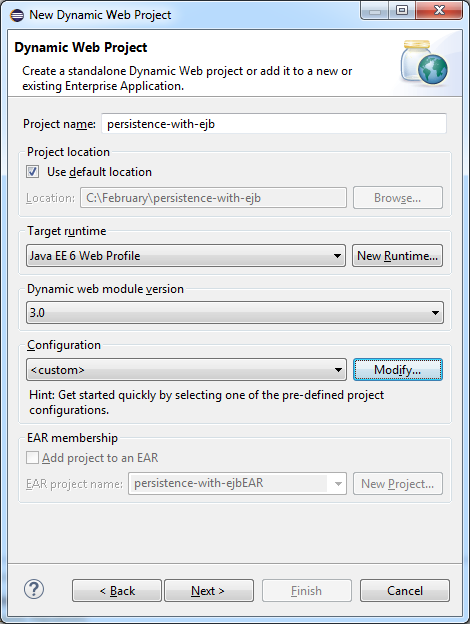 New Dynamic Web Project
Dynamic Web Project
Create a standalone Dynamic Web project or add it to a new or
existing Enterprise Application.
Project name: persistence-with-ejb
Project location
Use default location
Location: C:\February\persistence-with-ejb Browse...
Target runtime
Java EE 6 Web Profile New Runtime...
Dynamic web module version
3.0
Configuration
<custom> Modify...
Hint: Get started quickly by selecting one of the pre-defined project
configurations.
EAR membership
Add project to an EAR
EAR project name: persistence-with-ejbEAR New Project...
? < Back Next > Finish Cancel